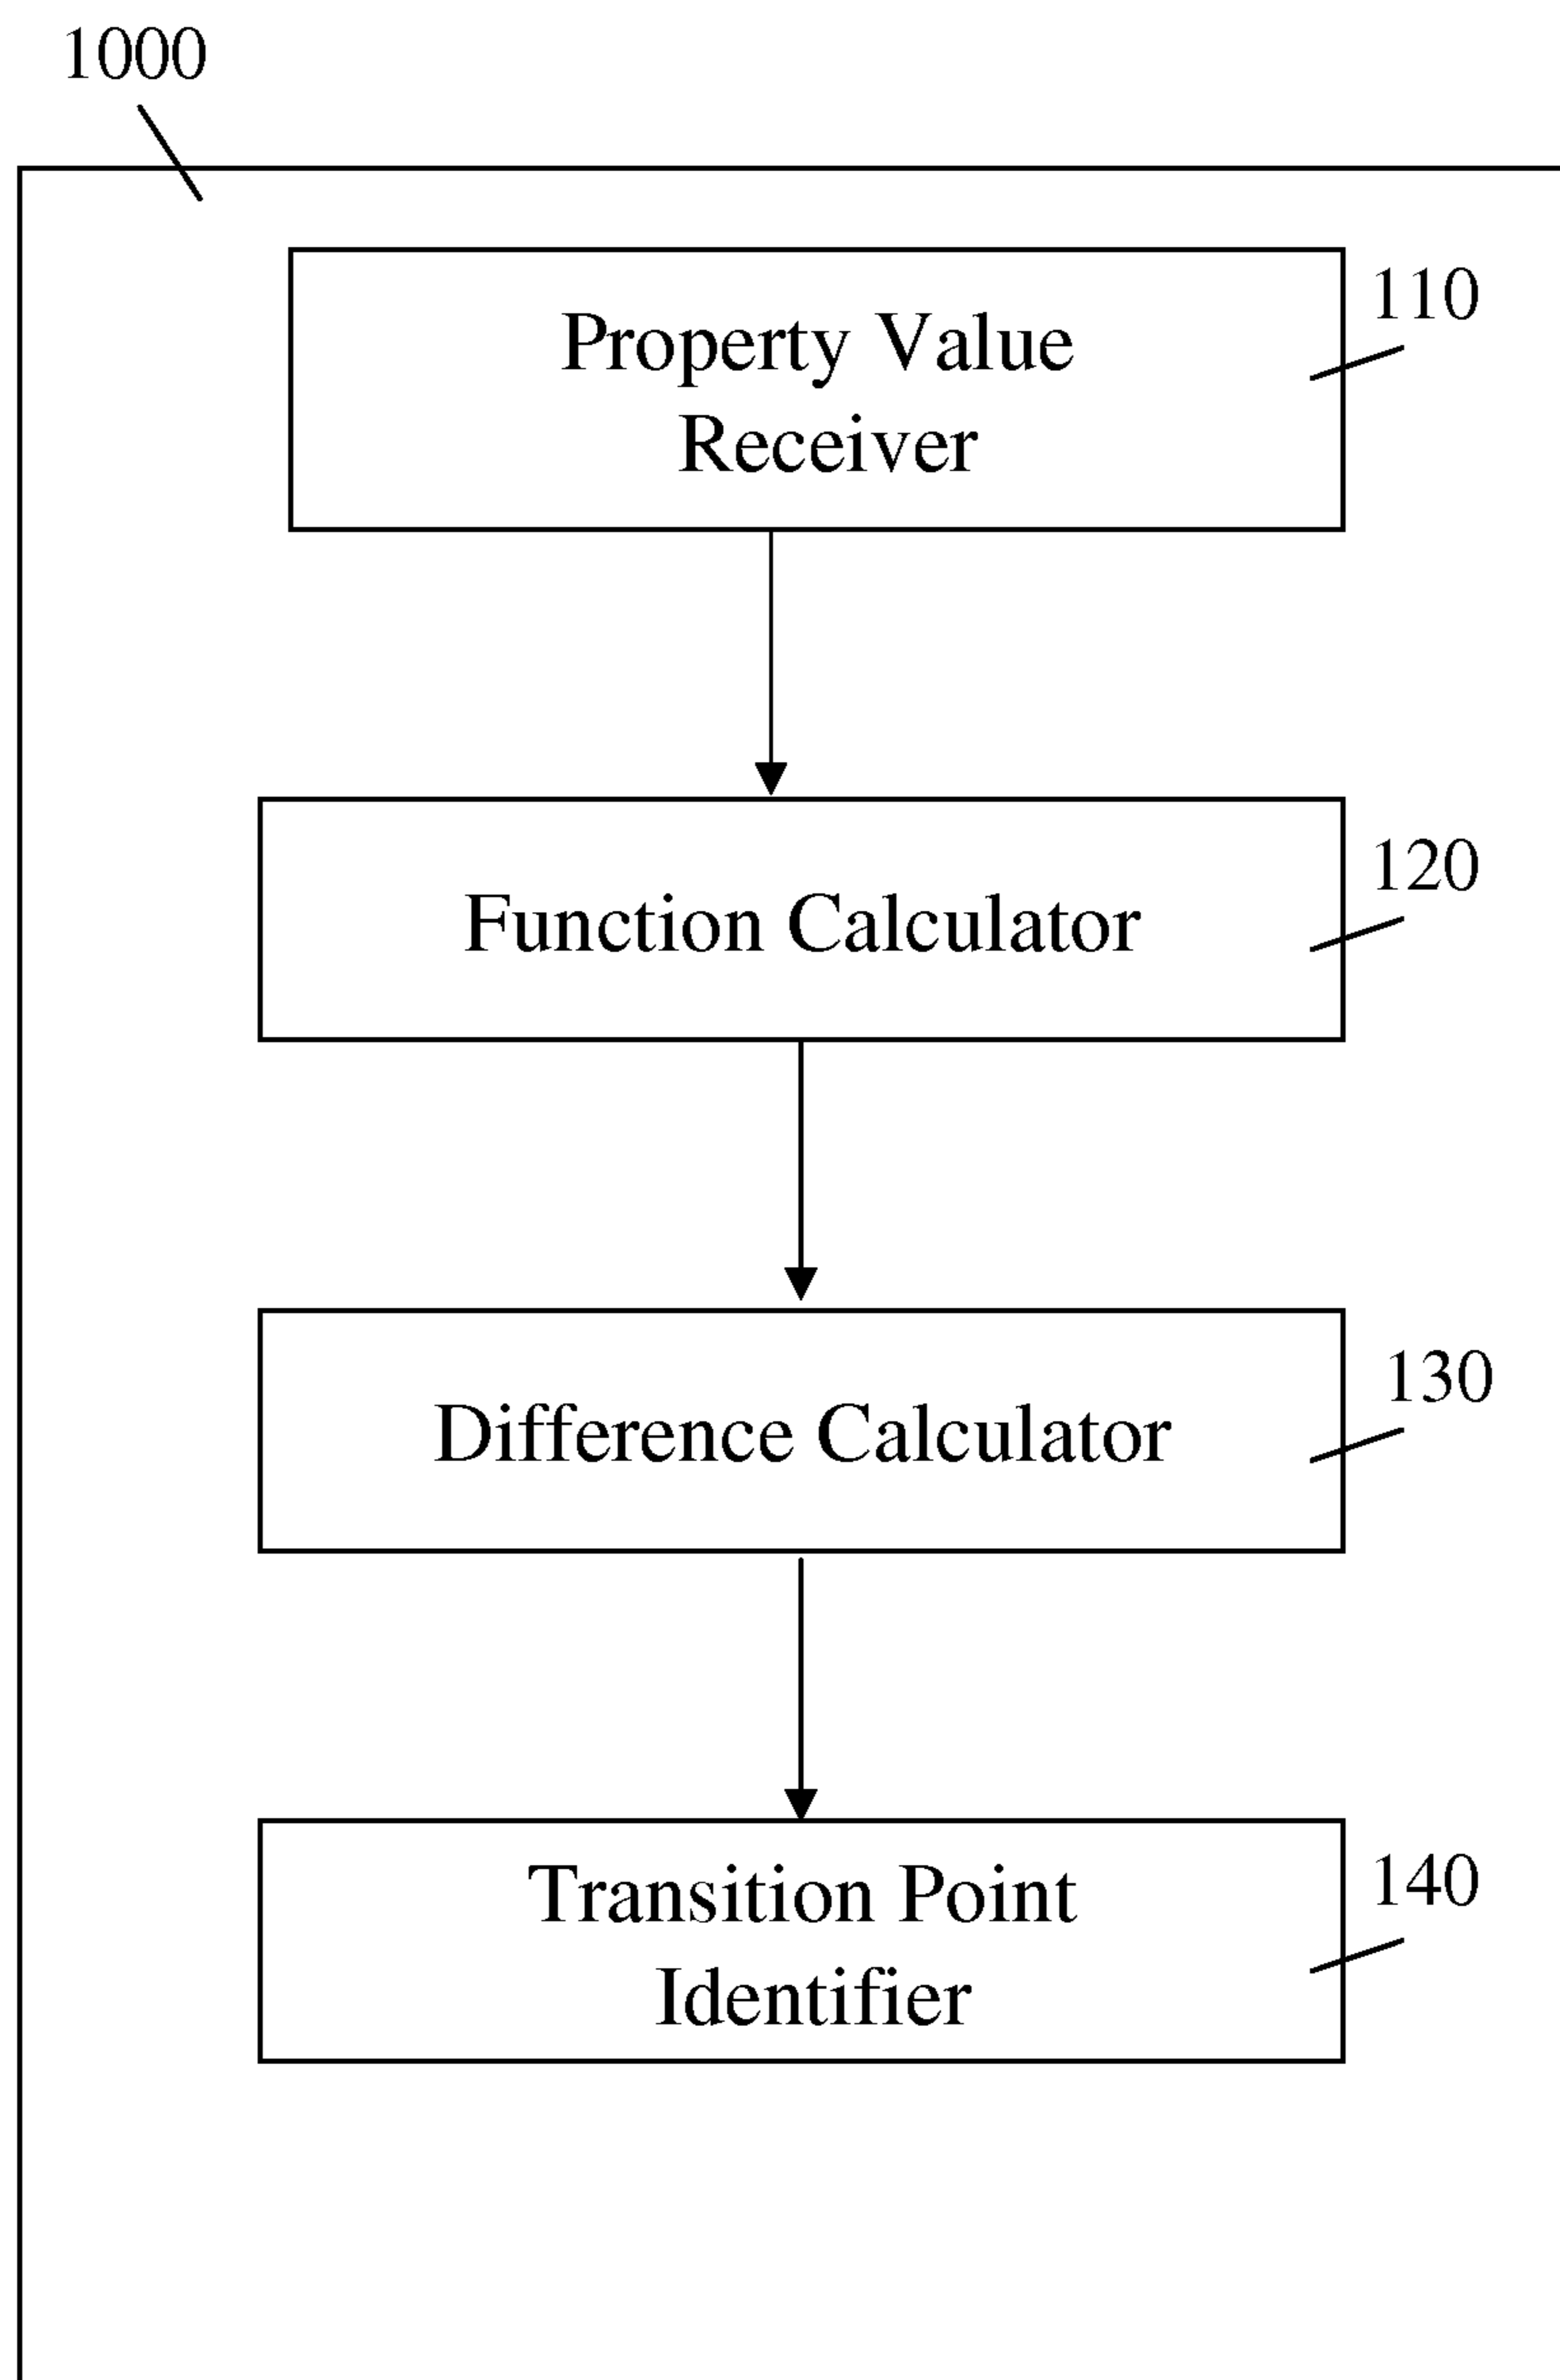 1000
110
Property Value
Receiver
120
Function Calculator
130
Difference Calculator
140
Transition Point
Identifier